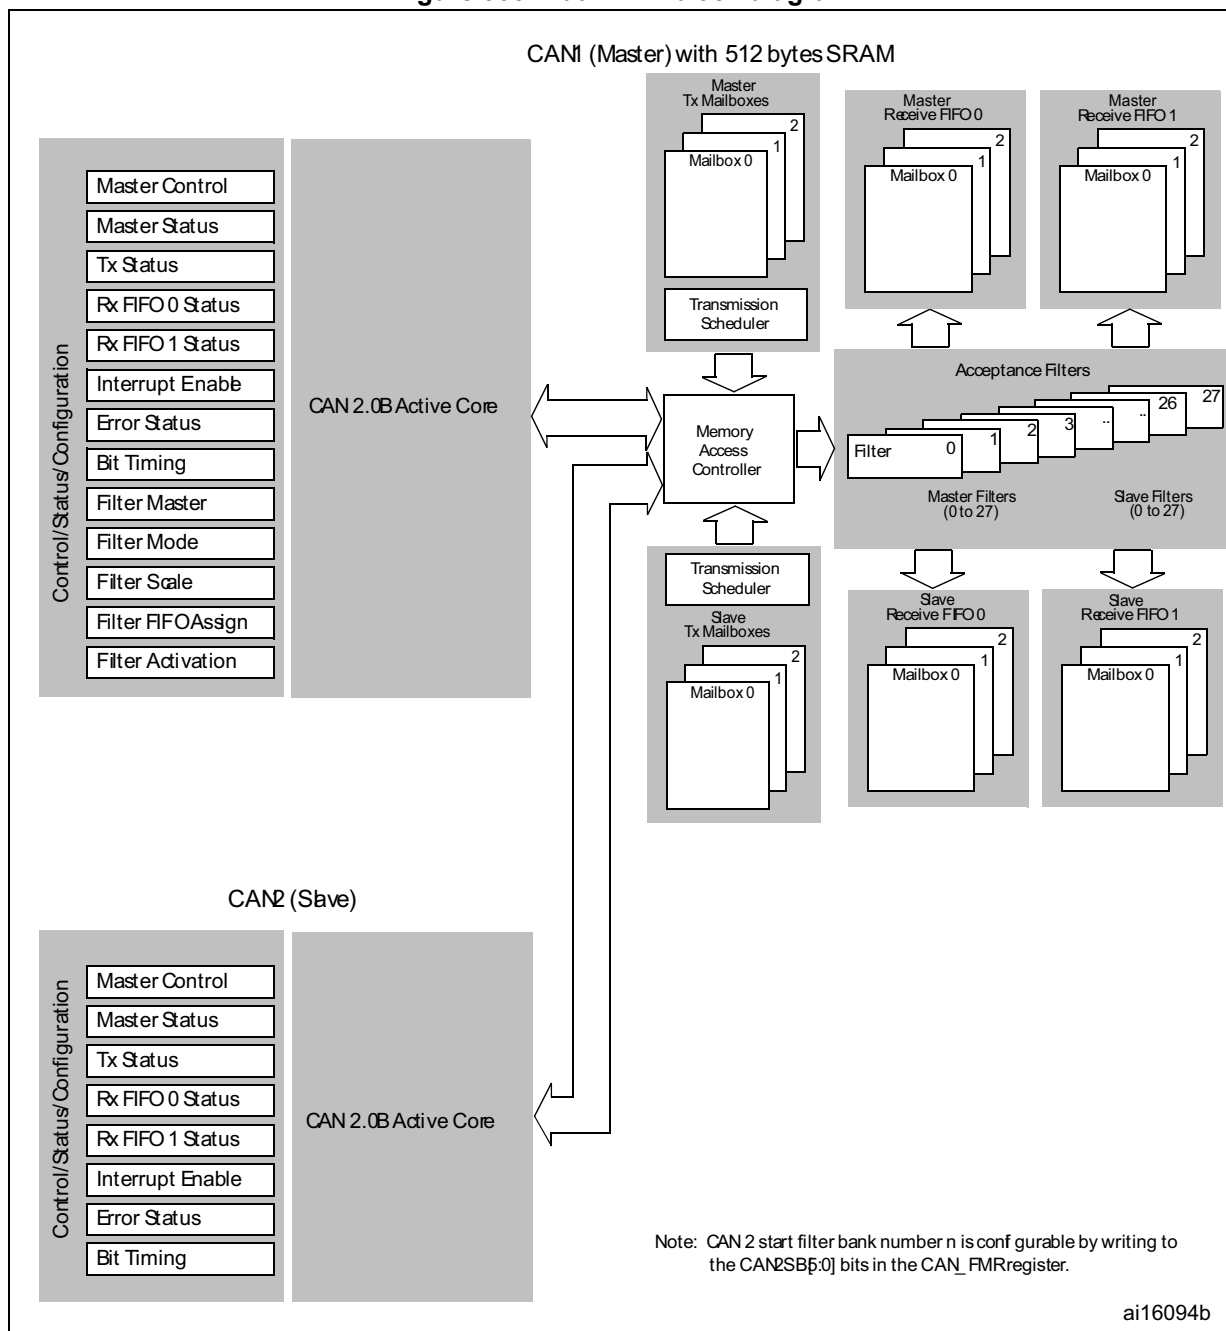 CAN1 (Master) with 512 bytes SRAM
Master
Tx Mailboxes
2
1
Mailbox 0
Transmission
Scheduler
Master
Receive FIFO 0
2
1
Mailbox 0
Master
Receive FIFO 1
2
1
Mailbox 0
Control/Status/Configuration
Master Control
Master Status
Tx Status
Rx FIFO 0 Status
Rx FIFO 1 Status
Interrupt Enable
Error Status
Bit Timing
Filter Master
Filter Mode
Filter Scale
Filter FIFO Assign
Filter Activation
CAN 2.0B Active Core
Memory
Access
Controller
Acceptance Filters
Filter 0
1
2
3
..
..
26
27
Master Filters
(0 to 27)
Slave Filters
(0 to 27)
Transmission
Scheduler
Slave
Tx Mailboxes
2
1
Mailbox 0
Slave
Receive FIFO 0
2
1
Mailbox 0
Slave
Receive FIFO 1
2
1
Mailbox 0
CAN2 (Slave)
Control/Status/Configuration
Master Control
Master Status
Tx Status
Rx FIFO 0 Status
Rx FIFO 1 Status
Interrupt Enable
Error Status
Bit Timing
CAN 2.0B Active Core
Note: CAN 2 start filter bank number n is configurable by writing to
the CAN2SB[5:0] bits in the CAN_FMR register.
ai16094b